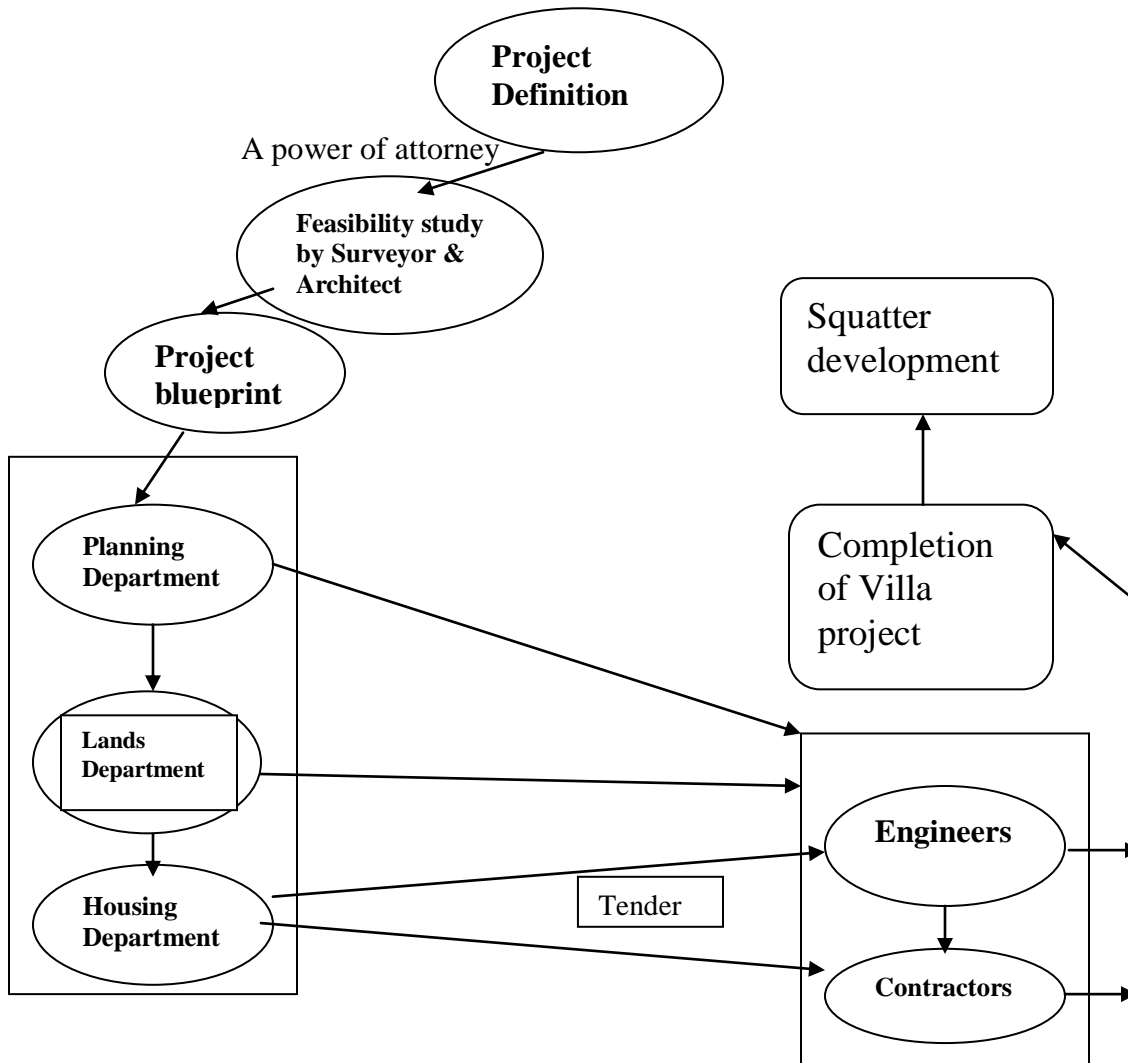 Project
Definition
A power of attorney
Feasibility study
by Surveyor &
Architect
Project
blueprint
Squatter
development
Completion
of Villa
project
Planning
Department
Lands
Department
Housing
Department
Tender
Engineers
Contractors